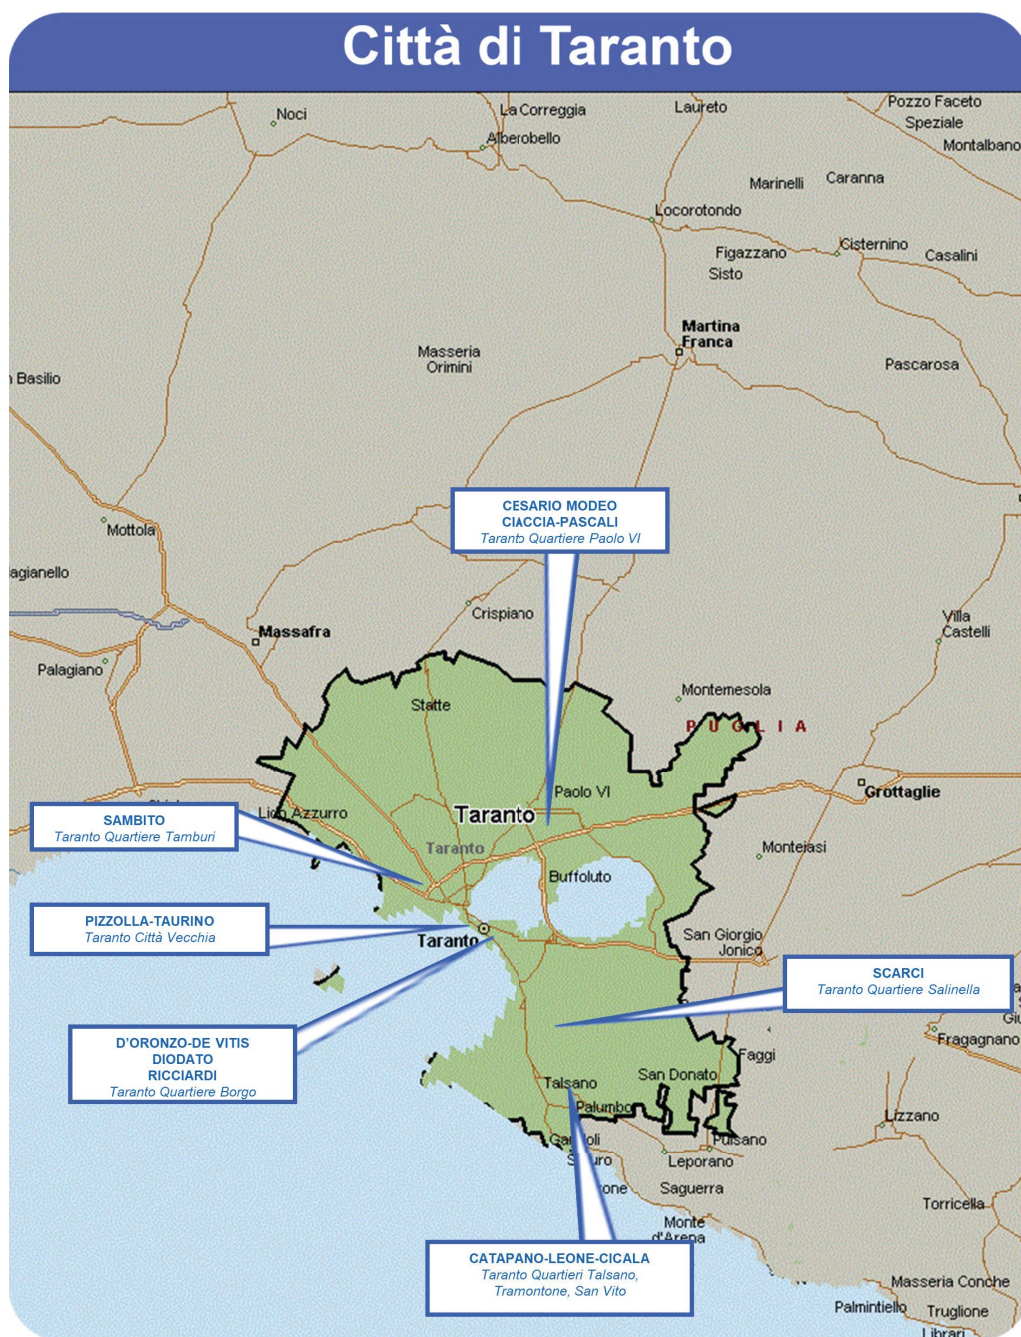 Città di Taranto
Noci
La Correggia
Laureto
Pozzo Faceto
Speziale
Montalbano
Alberobello
Marinelli
Caranna
Locorotondo
Figazzano
Sisto
Cisternino
Casalini
Martina
Franca
Masseria
Orimini
Pascarosa
Basilio
CESARIO MODEO
CIACCIA-PASCALI
Taranto Quartiere Paolo VI
Mottola
Crispiano
Villa
Castelli
Massafra
Palagiano
Statte
Montemesola
PUGLIA
Paolo VI
Grottaglie
Taranto
Lido Azzurro
SAMBITO
Taranto Quartiere Tamburi
Taranto
Monteiasi
Buffoluto
PIZZOLLA-TAURINO
Taranto Città Vecchia
Taranto
San Giorgio
Jonico
SCARCI
Taranto Quartiere Salinella
D'ORONZO-DE VITIS
DIODATO
RICCIARDI
Taranto Quartiere Borgo
Fragagnano
Faggi
San Donato
Talsano
Palumbo
Lizzano
Pulsano
Leporano
Saguerra
Torricella
Monte
d'Arena
CATAPANO-LEONE-CICALA
Taranto Quartieri Talsano,
Tramontone, San Vito
Masseria Conche
Palmintiello
Truglione
Librari